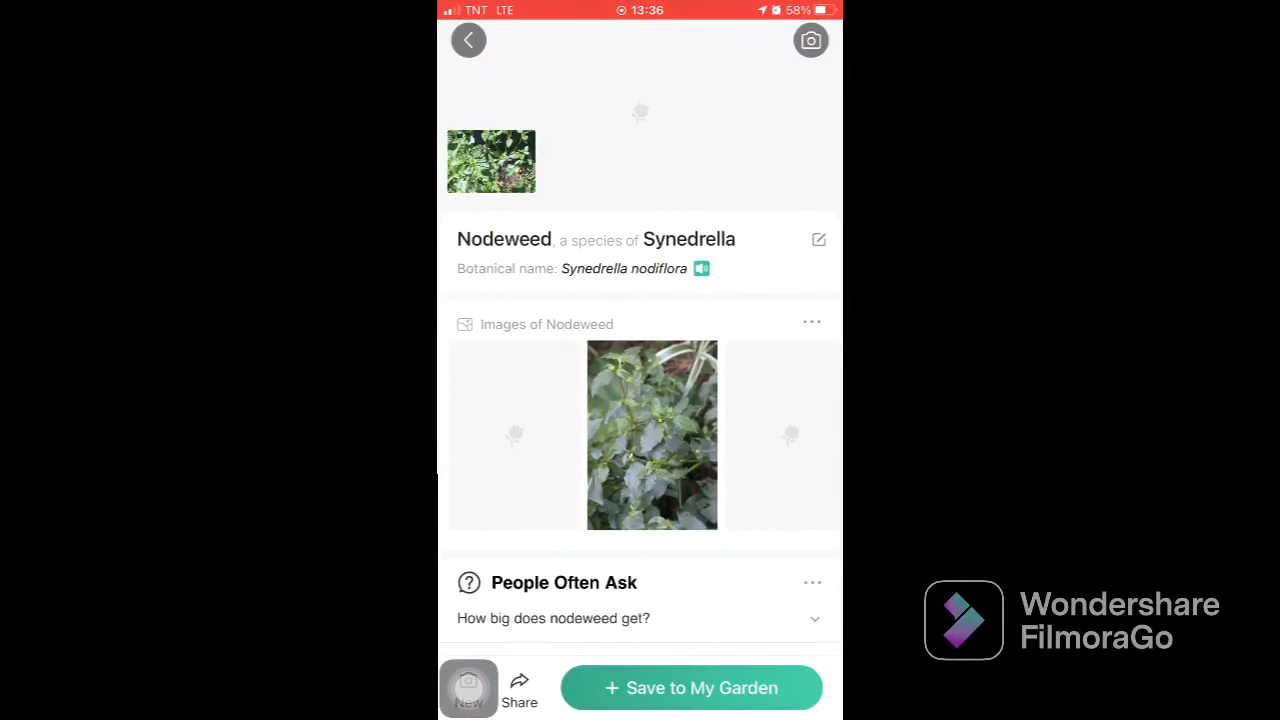 TNT LTE 13:36 58%
Nodeweed, a species of Synedrella
Botanical name: Synedrella nodiflora
Images of Nodeweed
People Often Ask
How big does nodeweed get?
New Share + Save to My Garden
Wondershare
FilmoraGo